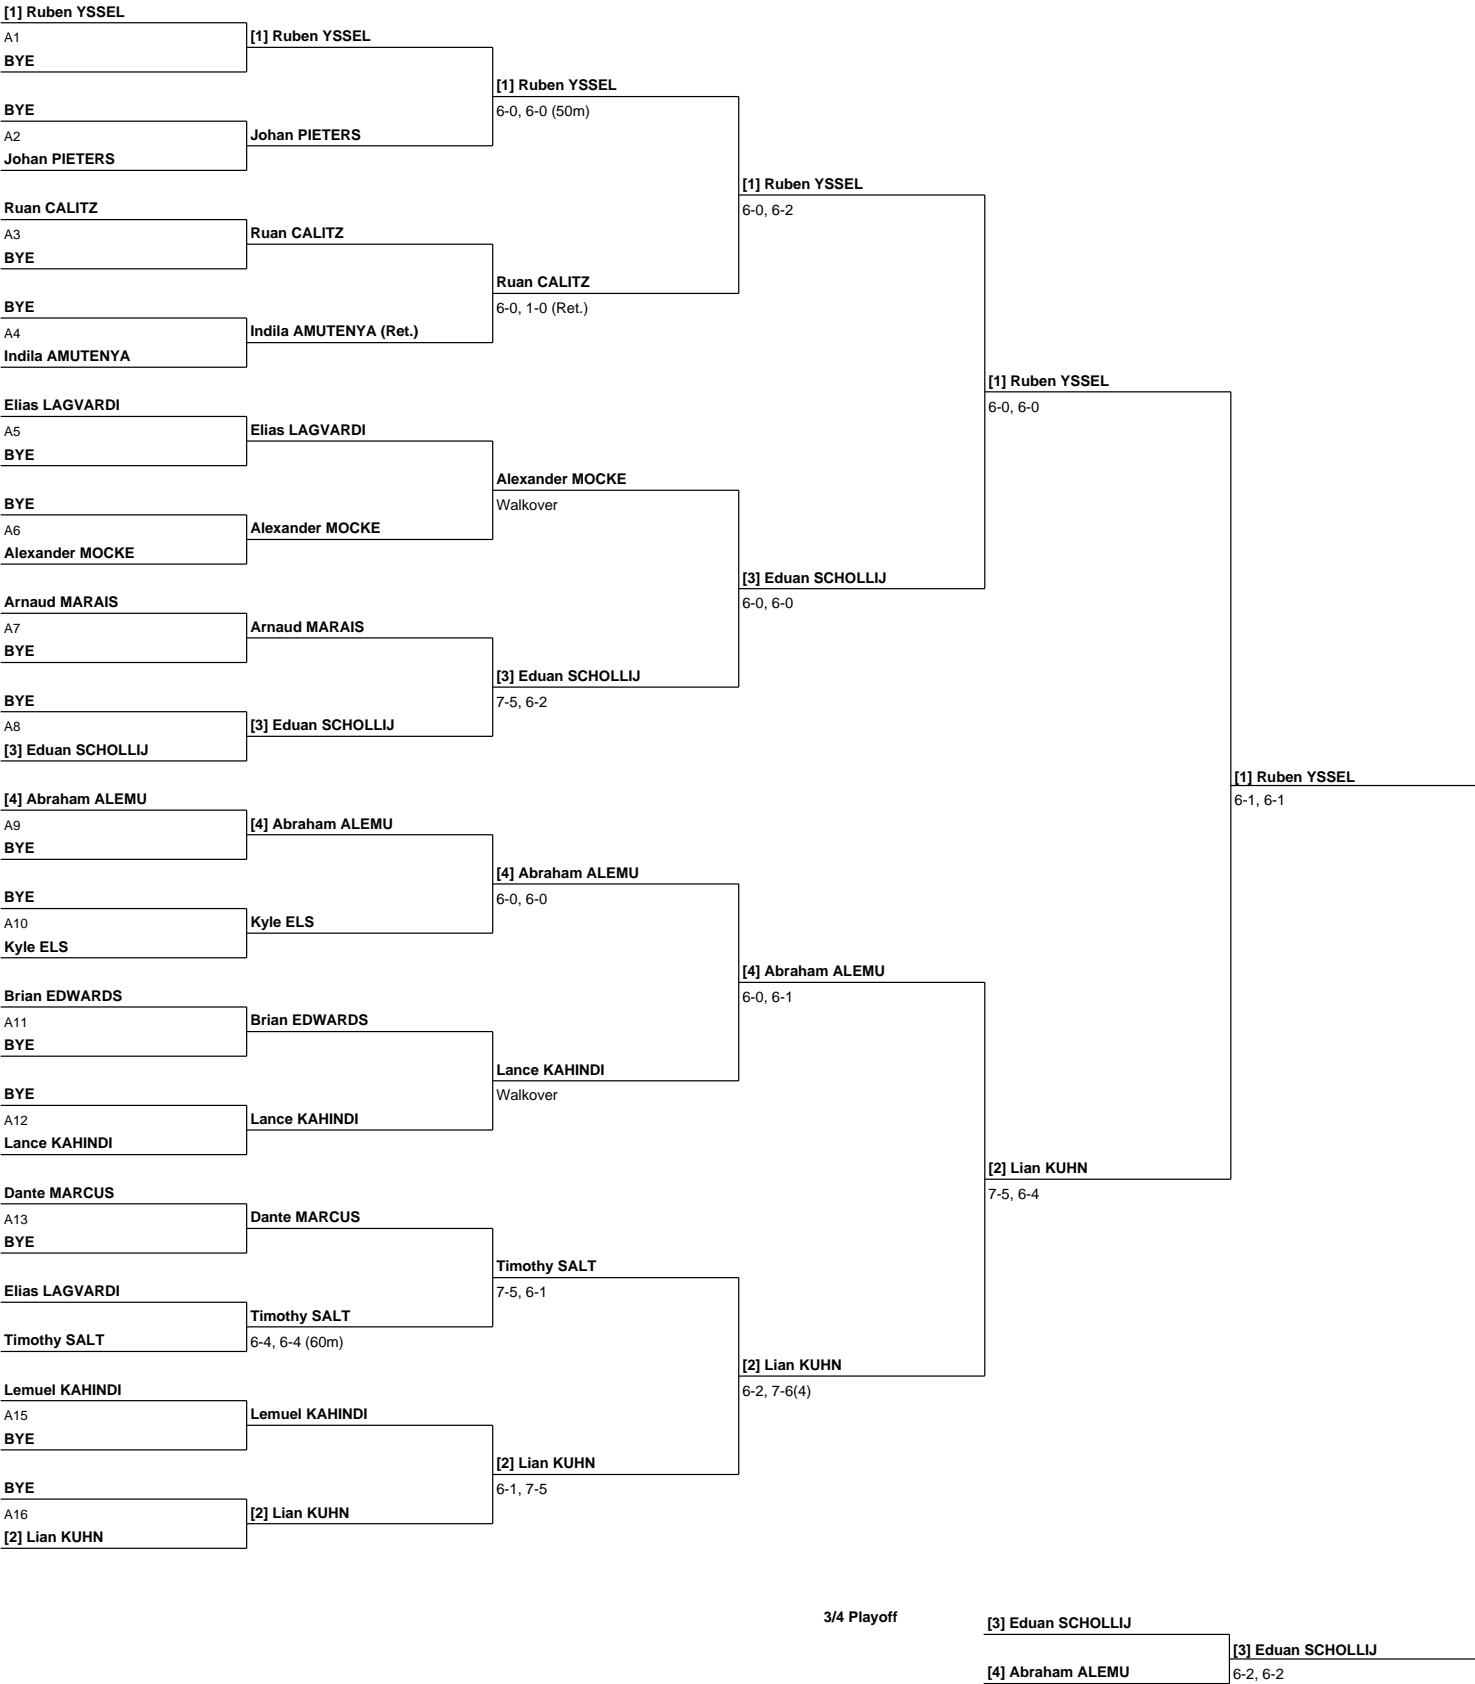 [1] Ruben YSSEL
A1
BYE
BYE
A2
Johan PIETERS
Ruan CALITZ
A3
BYE
BYE
A4
Indila AMUTENYA
Elias LAGVARDI
A5
BYE
BYE
A6
Alexander MOCKE
Arnaud MARAIS
A7
BYE
BYE
A8
[3] Eduan SCHOLLIJ
[4] Abraham ALEMU
A9
BYE
BYE
A10
Kyle ELS
Brian EDWARDS
A11
BYE
BYE
A12
Lance KAHINDI
Dante MARCUS
A13
BYE
Elias LAGVARDI
Timothy SALT
Lemuel KAHINDI
A15
BYE
BYE
A16
[2] Lian KUHN
[1] Ruben YSSEL
Johan PIETERS
Ruan CALITZ
Indila AMUTENYA (Ret.)
Elias LAGVARDI
Alexander MOCKE
Arnaud MARAIS
[3] Eduan SCHOLLIJ
[4] Abraham ALEMU
Kyle ELS
Brian EDWARDS
Lance KAHINDI
Dante MARCUS
Timothy SALT
6-4, 6-4 (60m)
Lemuel KAHINDI
[2] Lian KUHN
[1] Ruben YSSEL
6-0, 6-0 (50m)
Ruan CALITZ
6-0, 1-0 (Ret.)
Alexander MOCKE
Walkover
[3] Eduan SCHOLLIJ
7-5, 6-2
[4] Abraham ALEMU
6-0, 6-0
Lance KAHINDI
Walkover
Timothy SALT
7-5, 6-1
[2] Lian KUHN
6-1, 7-5
[1] Ruben YSSEL
6-0, 6-2
[3] Eduan SCHOLLIJ
6-0, 6-0
[4] Abraham ALEMU
6-0, 6-1
[2] Lian KUHN
6-2, 7-6(4)
[1] Ruben YSSEL
6-0, 6-0
[2] Lian KUHN
7-5, 6-4
[1] Ruben YSSEL
6-1, 6-1
3/4 Playoff
[3] Eduan SCHOLLIJ
[4] Abraham ALEMU
[3] Eduan SCHOLLIJ
6-2, 6-2